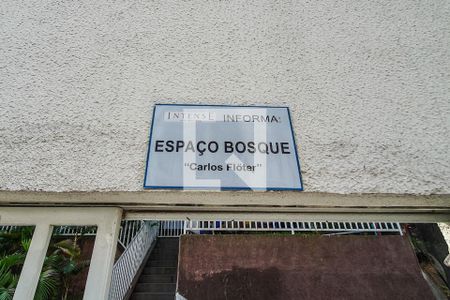 INTENSE INFORMA:
ESPAÇO BOSQUE
"Carlos Flöter"